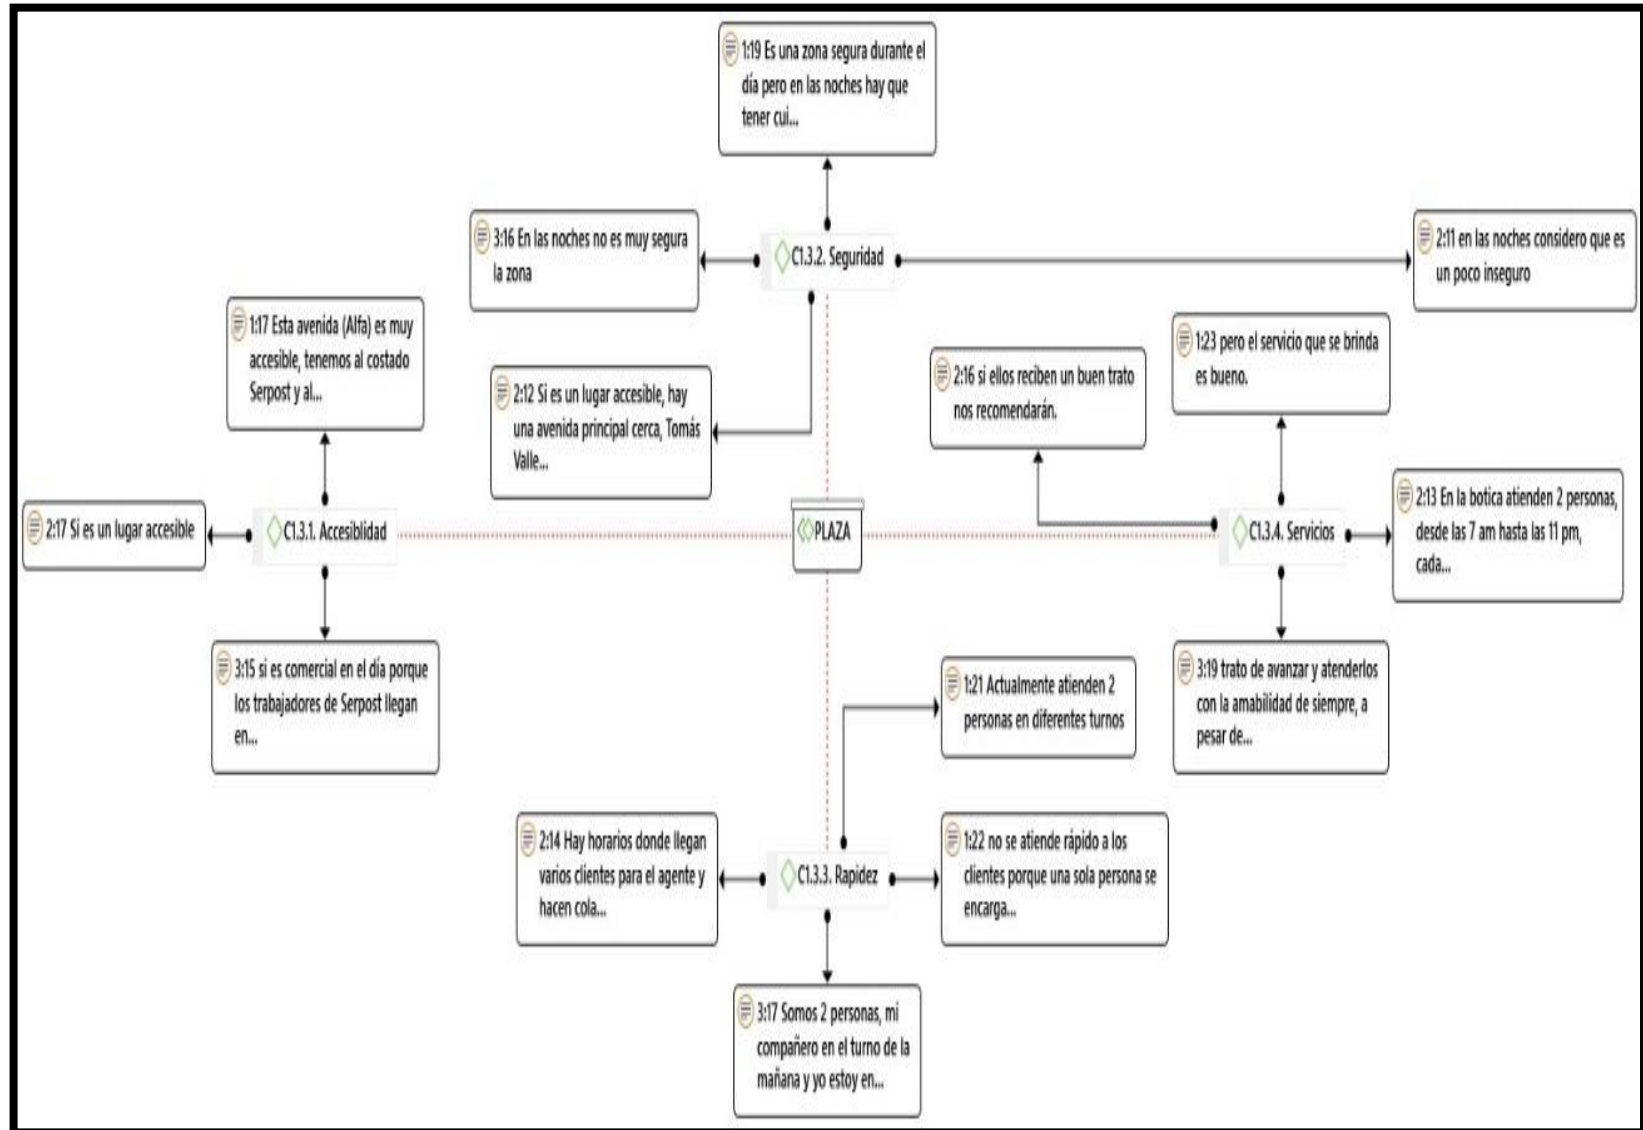 1:19 Es una zona segura durante el
día pero en las noches hay que
tener cui...
3:16 En las noches no es muy segura
la zona
C1.3.2. Seguridad
2:11 en las noches considero que es
un poco inseguro
1:17 Esta avenida (Alfa) es muy
accesible, tenemos al costado
Serpost y al...
2:12 Si es un lugar accesible, hay
una avenida principal cerca, Tomás
Valle...
2:16 si ellos reciben un buen trato
nos recomendarán.
1:23 pero el servicio que se brinda
es bueno.
2:17 Si es un lugar accesible
C1.3.1. Accesiblidad
PLAZA
C1.3.4. Servicios
2:13 En la botica atienden 2 personas,
desde las 7 am hasta las 11 pm,
cada...
3:15 si es comercial en el día porque
los trabajadores de Serpost llegan
en...
1:21 Actualmente atienden 2
personas en diferentes turnos
3:19 trato de avanzar y atenderlos
con la amabilidad de siempre, a
pesar de...
2:14 Hay horarios donde llegan
varios clientes para el agente y
hacen cola...
C1.3.3. Rapidez
1:22 no se atiende rápido a los
clientes porque una sola persona se
encarga...
3:17 Somos 2 personas, mi
compañero en el turno de la
mañana y yo estoy en...